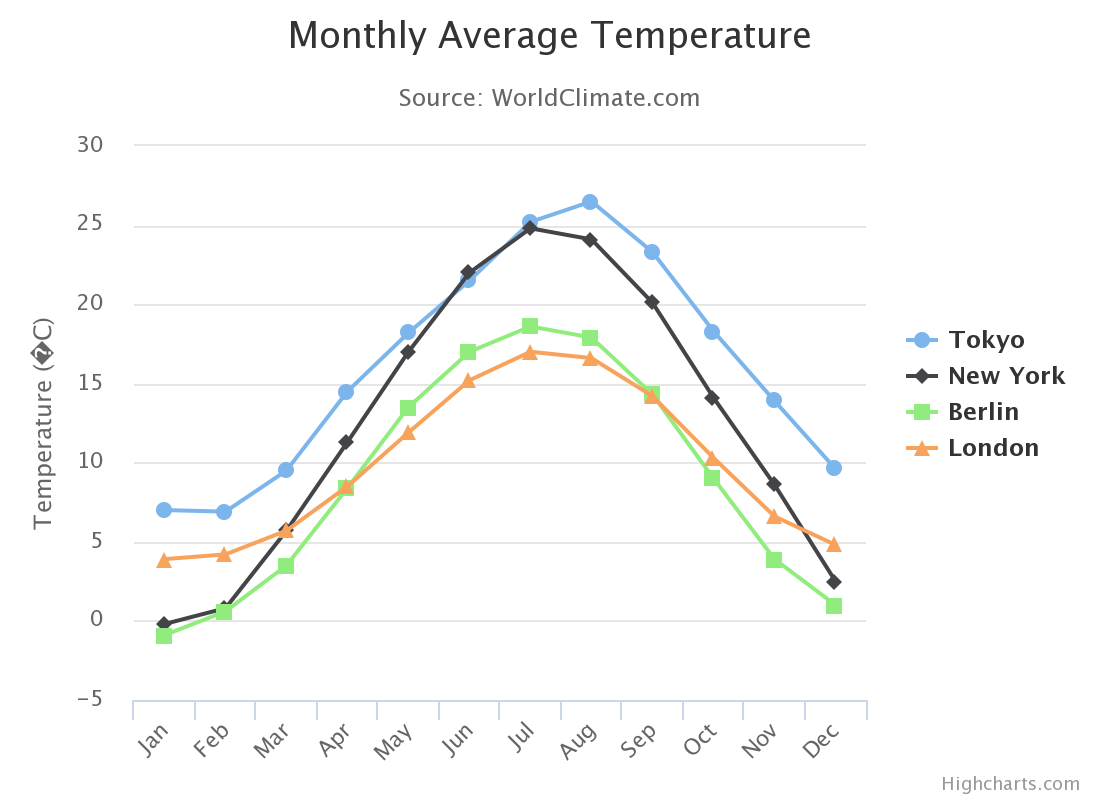 Monthly Average Temperature
Source: WorldClimate.com
Temperature (�C)
30
25
20
15
10
5
0
−5
Jan
Feb
Mar
Apr
May
Jun
Jul
Aug
Sep
Oct
Nov
Dec
Tokyo
New York
Berlin
London
Highcharts.com